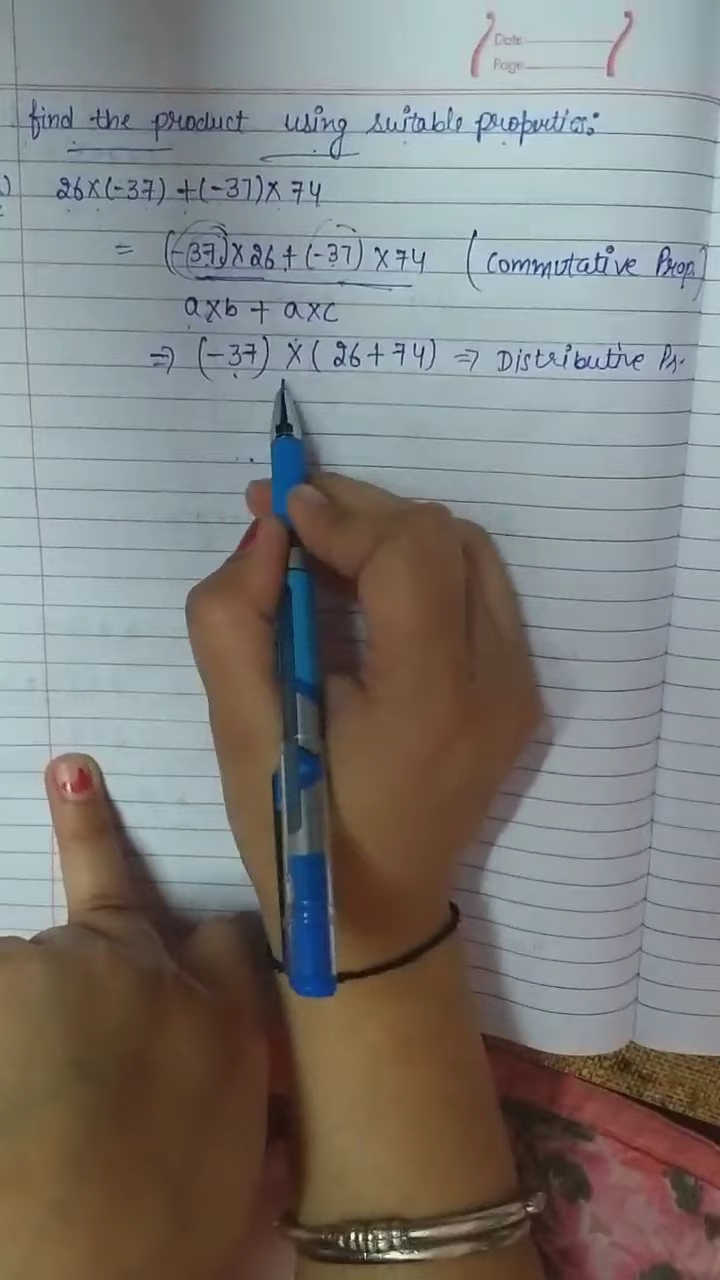 Date
Page
find the product using suitable properties:
26×(-37) +(-37)×74
= (-37)×26+(-37)×74 (Commutative Prop)
a×b + a×c
⇒ (-37) ×(26+74) ⇒ Distributive Pr.